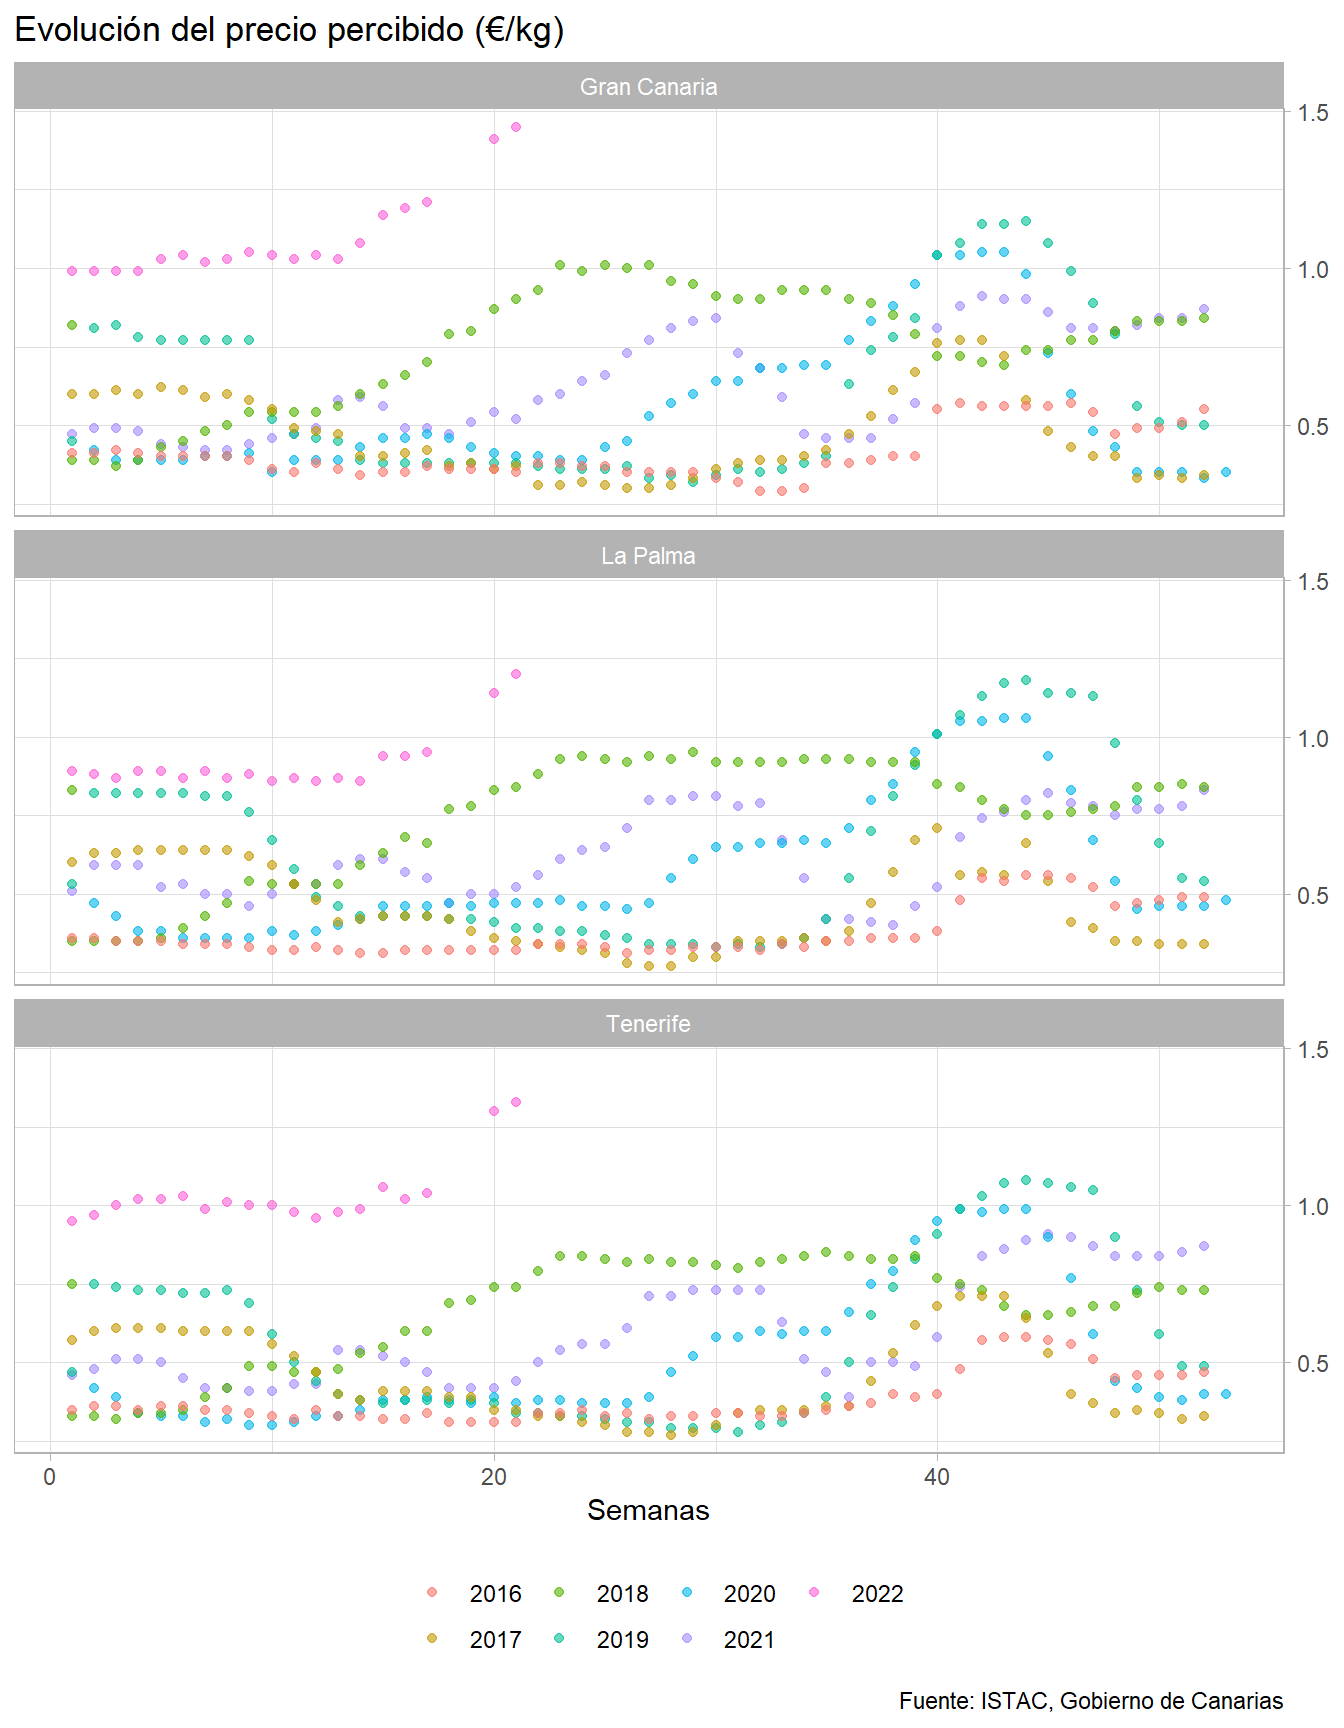 Evolución del precio percibido (€/kg)
Gran Canaria
1.5
1.0
0.5
La Palma
1.5
1.0
0.5
Tenerife
1.5
1.0
0.5
0 20 40
Semanas
2016 2018 2020 2022
2017 2019 2021
Fuente: ISTAC, Gobierno de Canarias